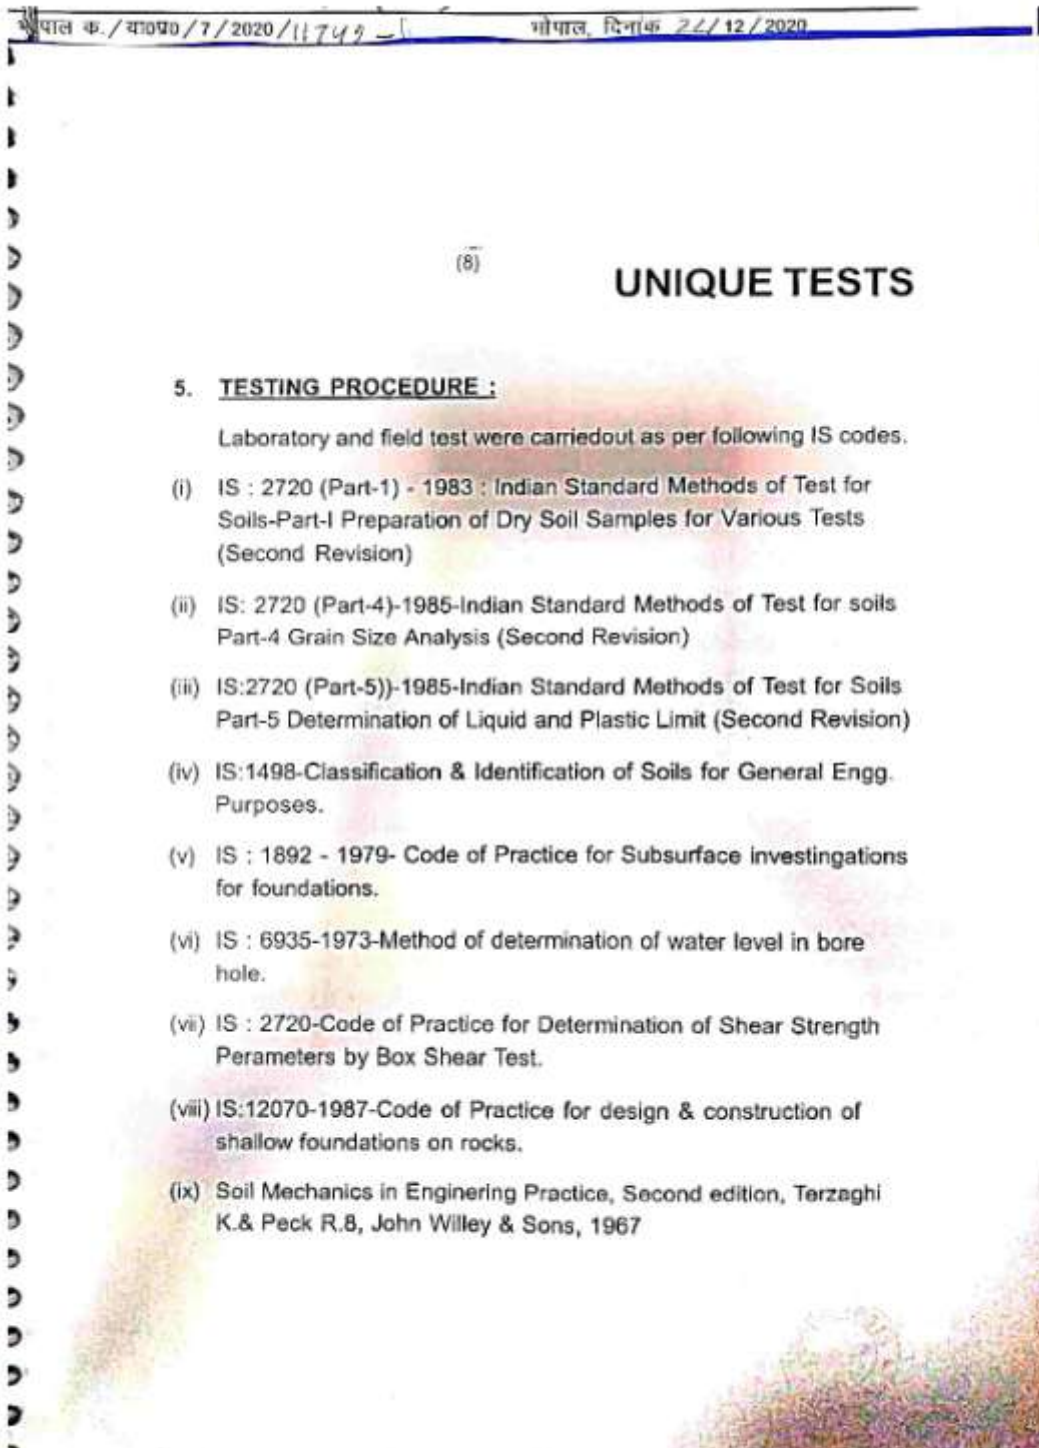 भोपाल क./या0प्र0/7/2020/11749 भोपाल, दिनांक 22/12/2020
(8)
UNIQUE TESTS
5. TESTING PROCEDURE :
Laboratory and field test were carriedout as per following IS codes.
(i) IS : 2720 (Part-1) - 1983 : Indian Standard Methods of Test for
Soils-Part-I Preparation of Dry Soil Samples for Various Tests
(Second Revision)
(ii) IS: 2720 (Part-4)-1985-Indian Standard Methods of Test for soils
Part-4 Grain Size Analysis (Second Revision)
(iii) IS:2720 (Part-5))-1985-Indian Standard Methods of Test for Soils
Part-5 Determination of Liquid and Plastic Limit (Second Revision)
(iv) IS:1498-Classification & Identification of Soils for General Engg.
Purposes.
(v) IS : 1892 - 1979- Code of Practice for Subsurface investingations
for foundations.
(vi) IS : 6935-1973-Method of determination of water level in bore
hole.
(vii) IS : 2720-Code of Practice for Determination of Shear Strength
Perameters by Box Shear Test.
(viii) IS:12070-1987-Code of Practice for design & construction of
shallow foundations on rocks.
(ix) Soil Mechanics in Enginering Practice, Second edition, Terzaghi
K.& Peck R.8, John Willey & Sons, 1967